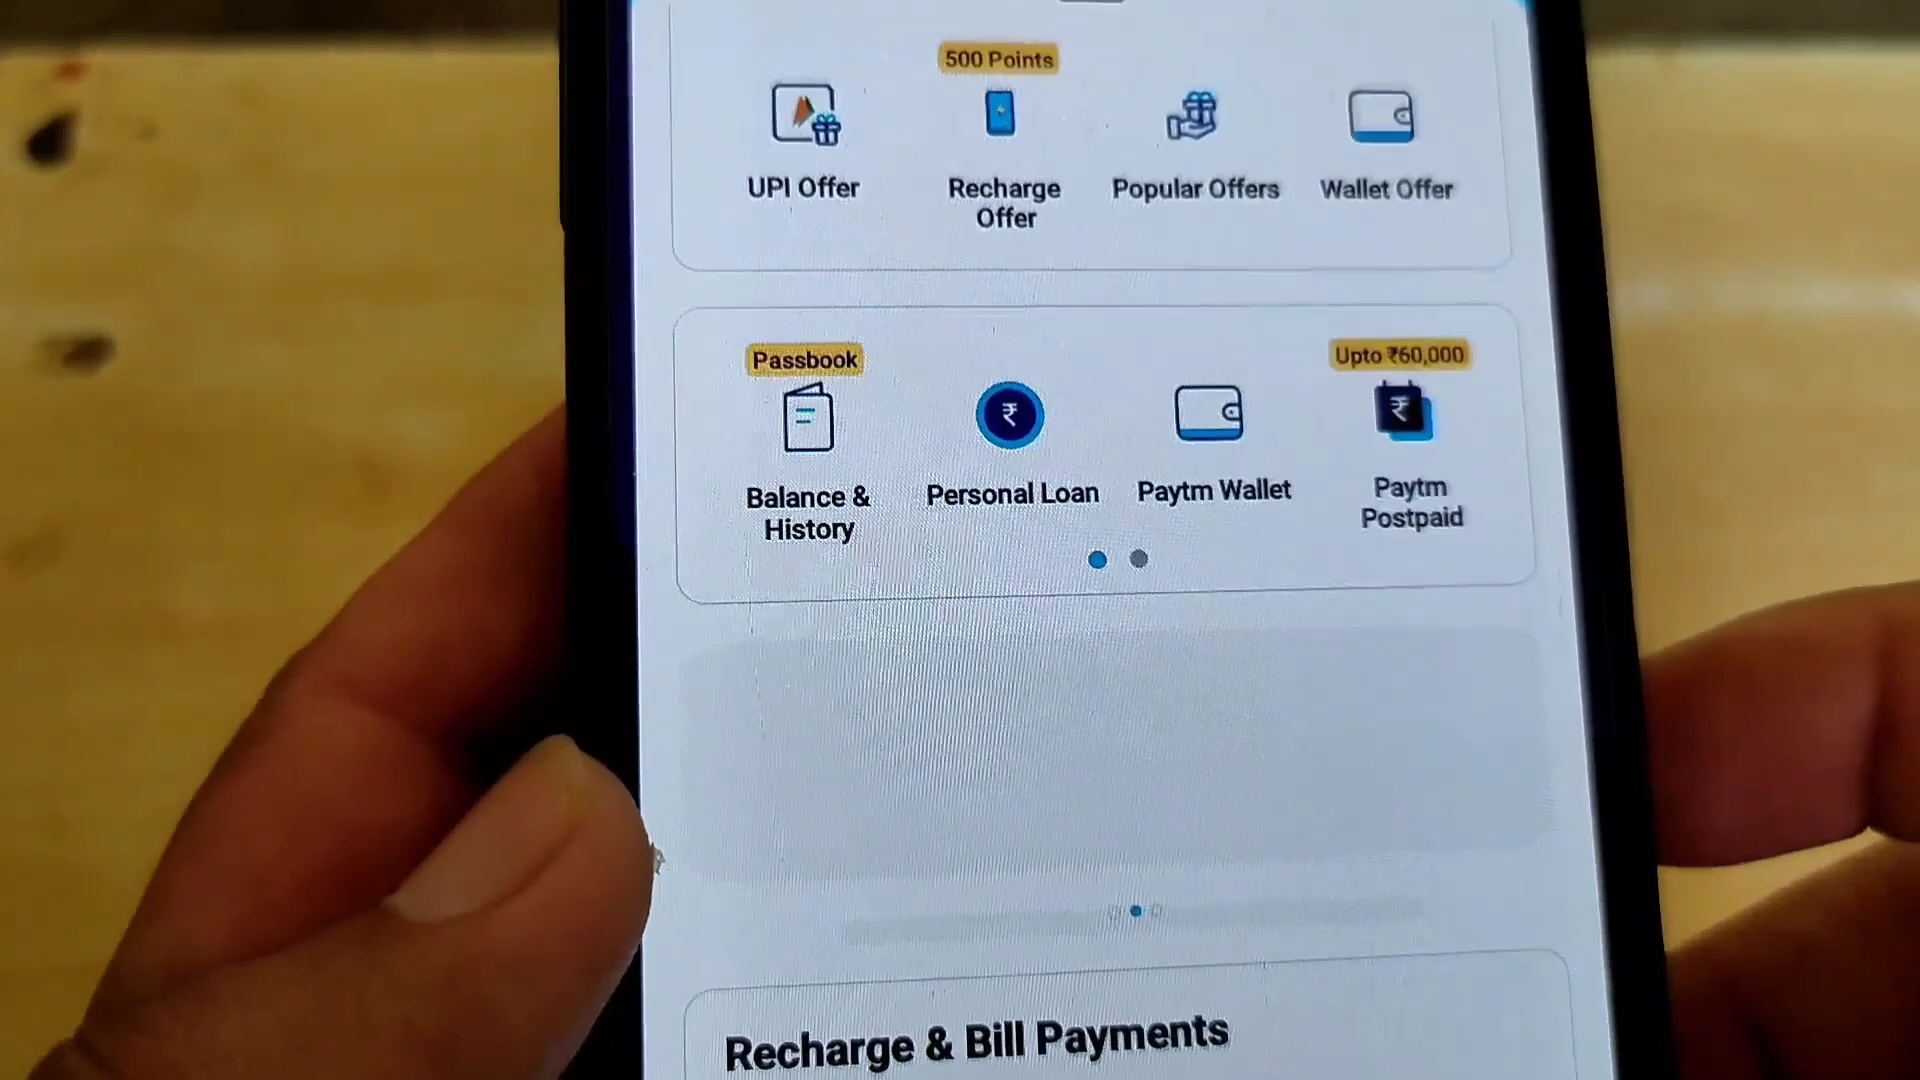 500 Points
UPI Offer
Recharge
Offer
Popular Offers
Wallet Offer
Passbook
Upto ₹60,000
₹
₹
Balance &
History
Personal Loan
Paytm Wallet
Paytm
Postpaid
Recharge & Bill Payments